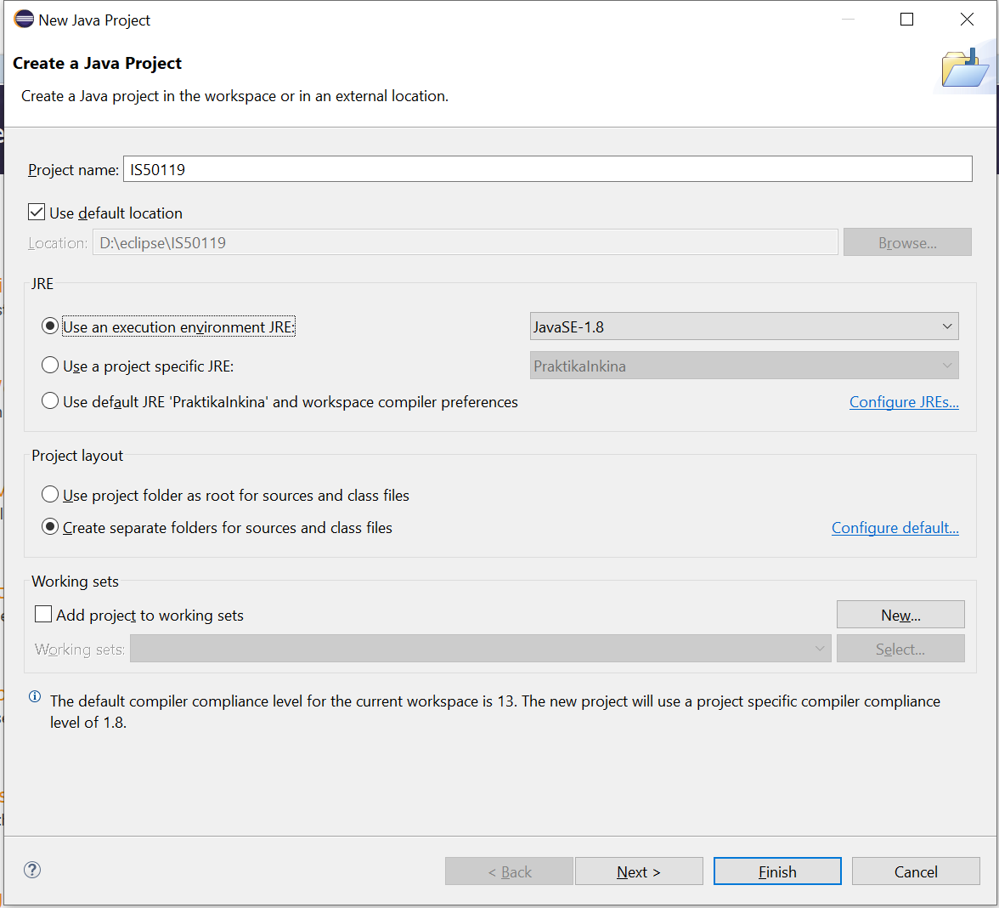 New Java Project
Create a Java Project
Create a Java project in the workspace or in an external location.
Project name: IS50119
Use default location
Location: D:\eclipse\IS50119 Browse...
JRE
Use an execution environment JRE: JavaSE-1.8
Use a project specific JRE: PraktikaInkina
Use default JRE 'PraktikaInkina' and workspace compiler preferences Configure JREs...
Project layout
Use project folder as root for sources and class files
Create separate folders for sources and class files Configure default...
Working sets
Add project to working sets New...
Working sets: Select...
The default compiler compliance level for the current workspace is 13. The new project will use a project specific compiler compliance
level of 1.8.
? < Back Next > Finish Cancel